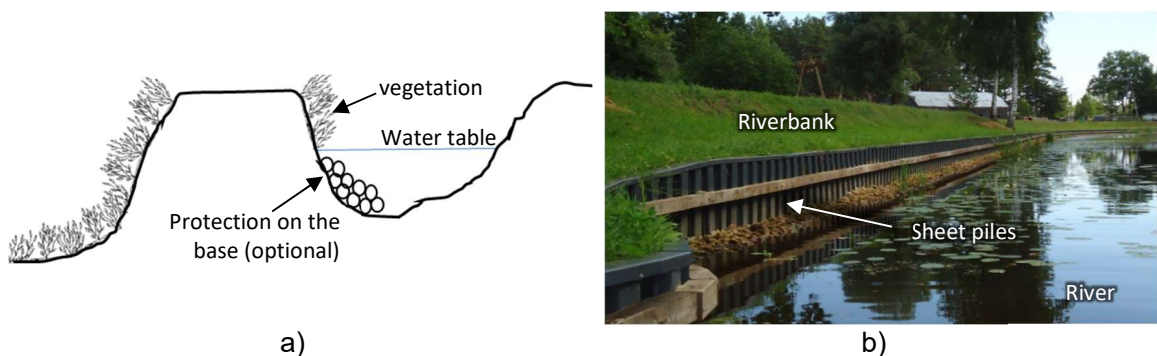 vegetation
Water table
Protection on the
base (optional)
a)
Riverbank
Sheet piles
River
b)